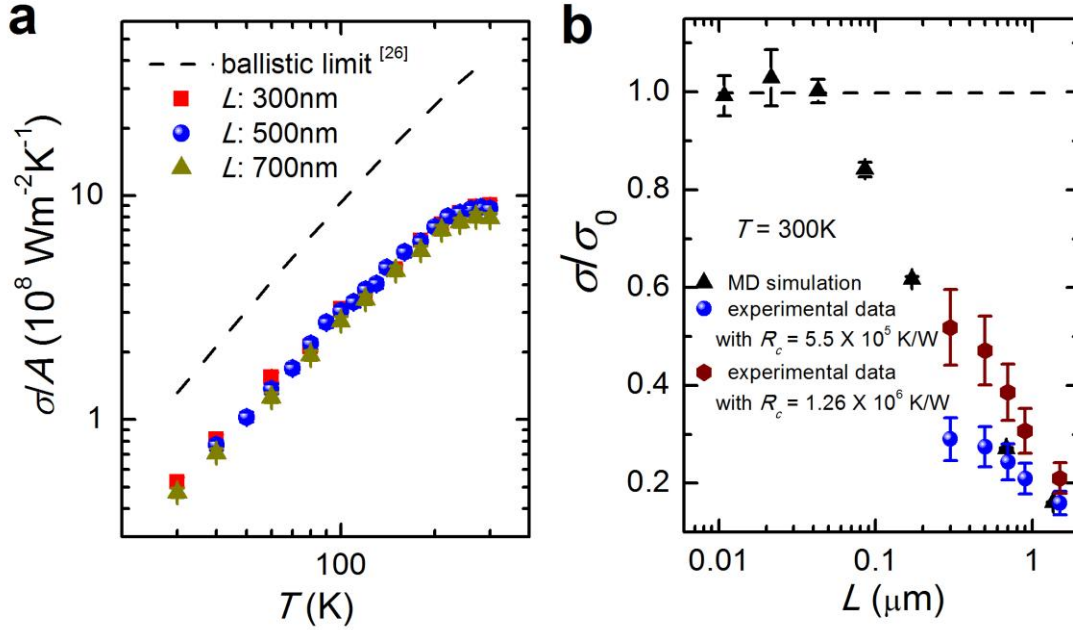 a
ballistic limit [26]
L: 300nm
L: 500nm
L: 700nm
σ/A (10⁸ Wm⁻²K⁻¹)
10
1
100
T (K)
b
σ/σ₀
1.0
0.8
0.6
0.4
0.2
T = 300K
MD simulation
experimental data
with R_c = 5.5 X 10⁵ K/W
experimental data
with R_c = 1.26 X 10⁶ K/W
0.01
0.1
1
L (μm)